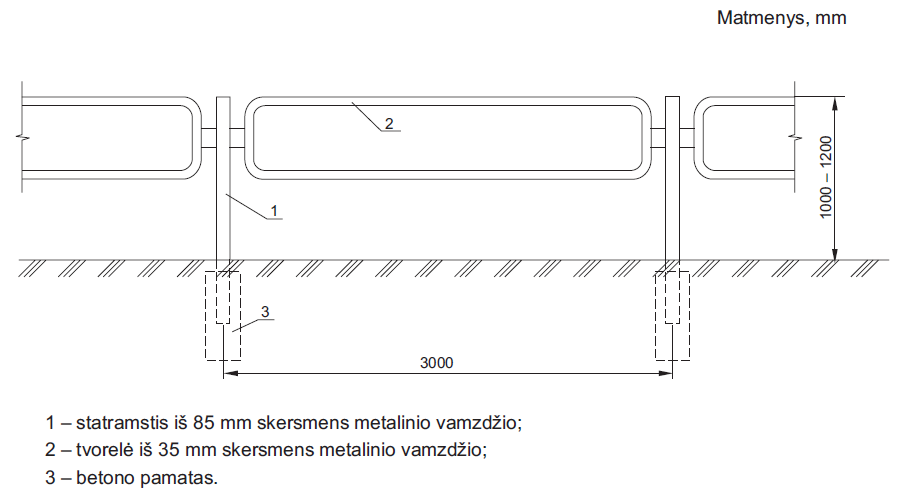 Matmenys, mm
2
1
3
1000 – 1200
3000
1 – statramstis iš 85 mm skersmens metalinio vamzdžio;
2 – tvorelė iš 35 mm skersmens metalinio vamzdžio;
3 – betono pamatas.